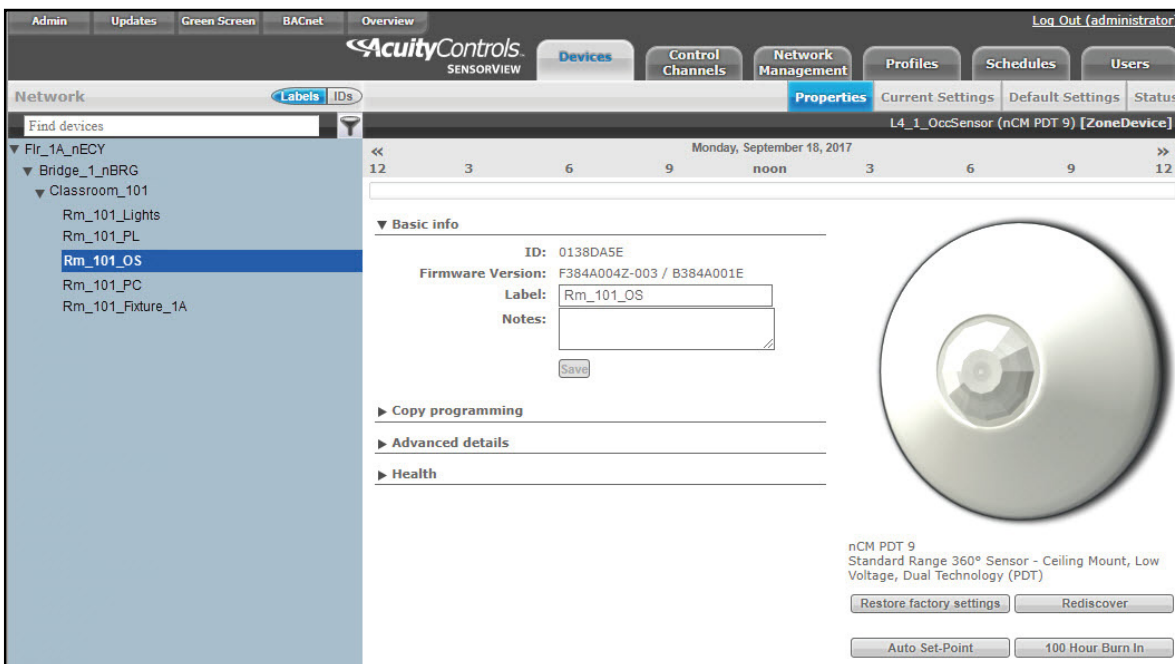 Admin Updates Green Screen BACnet Overview Log Out (administrator
AcuityControls
SENSORVIEW
Devices
Control Channels
Network Management
Profiles
Schedules
Users
Network Labels IDs
Properties Current Settings Default Settings Status
Find devices
L4_1_OccSensor (nCM PDT 9) [ZoneDevice]
Flr_1A_nECY
Bridge_1_nBRG
Classroom_101
Rm_101_Lights
Rm_101_PL
Rm_101_OS
Rm_101_PC
Rm_101_Fixture_1A
« Monday, September 18, 2017 »
12 3 6 9 noon 3 6 9 12
Basic info
ID: 0138DA5E
Firmware Version: F384A004Z-003 / B384A001E
Label: Rm_101_OS
Notes:
Save
Copy programming
Advanced details
Health
nCM PDT 9
Standard Range 360º Sensor - Ceiling Mount, Low
Voltage, Dual Technology (PDT)
Restore factory settings Rediscover
Auto Set-Point 100 Hour Burn In